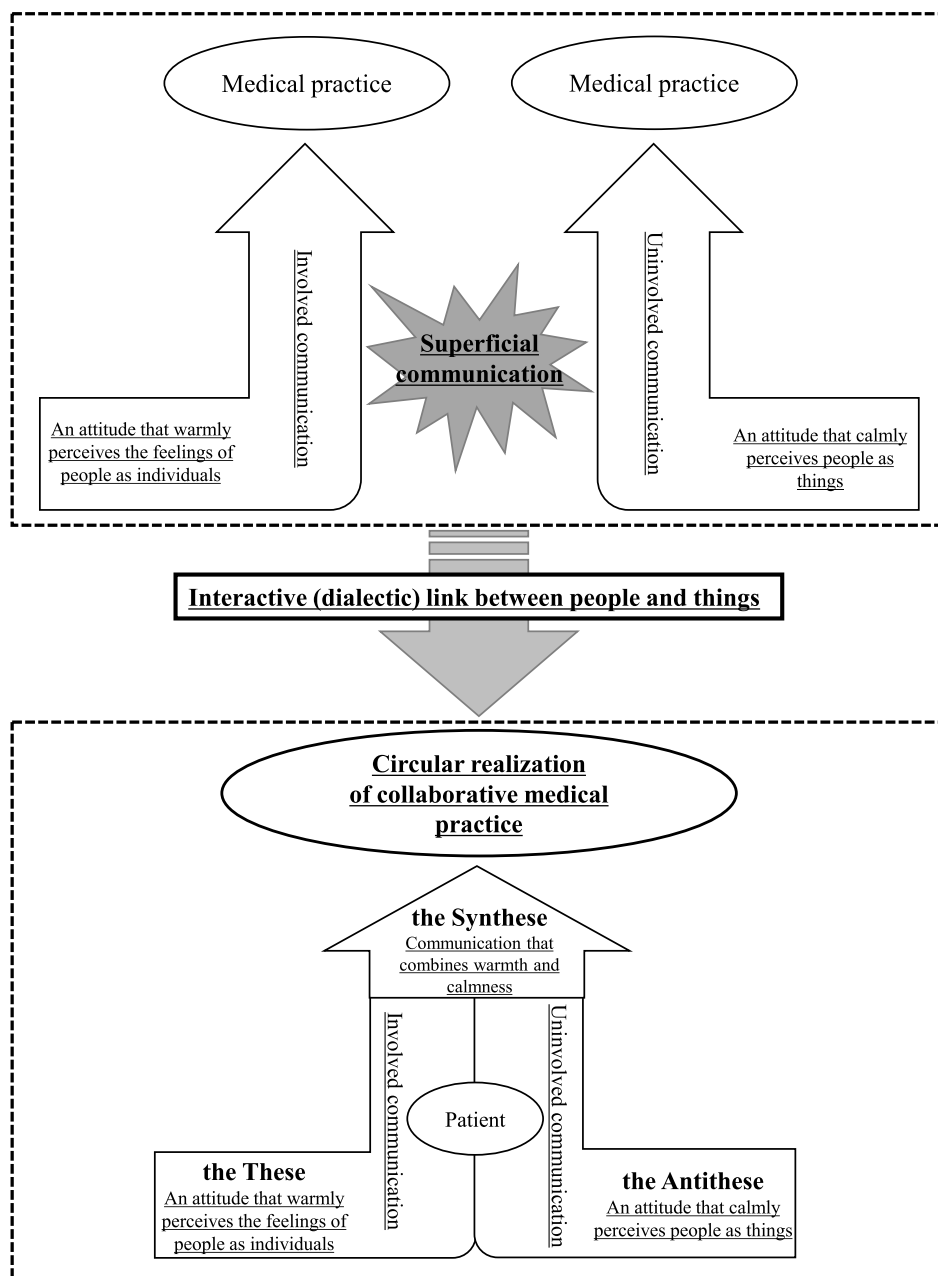 Medical practice
Medical practice
Involved communication
Uninvolved communication
Superficial
communication
An attitude that warmly
perceives the feelings of
people as individuals
An attitude that calmly
perceives people as
things
Interactive (dialectic) link between people and things
Circular realization
of collaborative medical
practice
the Synthese
Communication that
combines warmth and
calmness
Involved communication
Uninvolved communication
Patient
the These
An attitude that warmly
perceives the feelings of
people as individuals
the Antithese
An attitude that calmly
perceives people as things